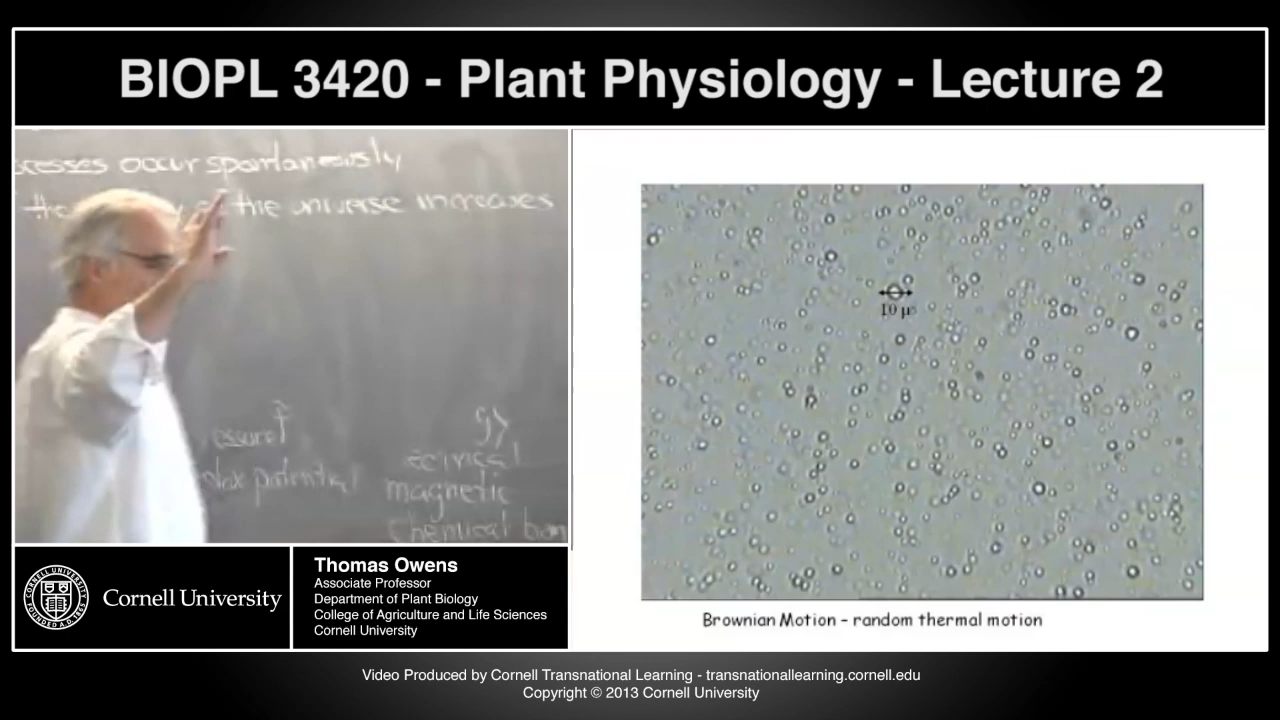 BIOPL 3420 - Plant Physiology - Lecture 2
occur spontaneously
the universe increases
potential
magnetic
chemical
10 µ
Brownian Motion - random thermal motion
Cornell University
Thomas Owens
Associate Professor
Department of Plant Biology
College of Agriculture and Life Sciences
Cornell University
Video Produced by Cornell Transnational Learning - transnationallearning.cornell.edu
Copyright © 2013 Cornell University